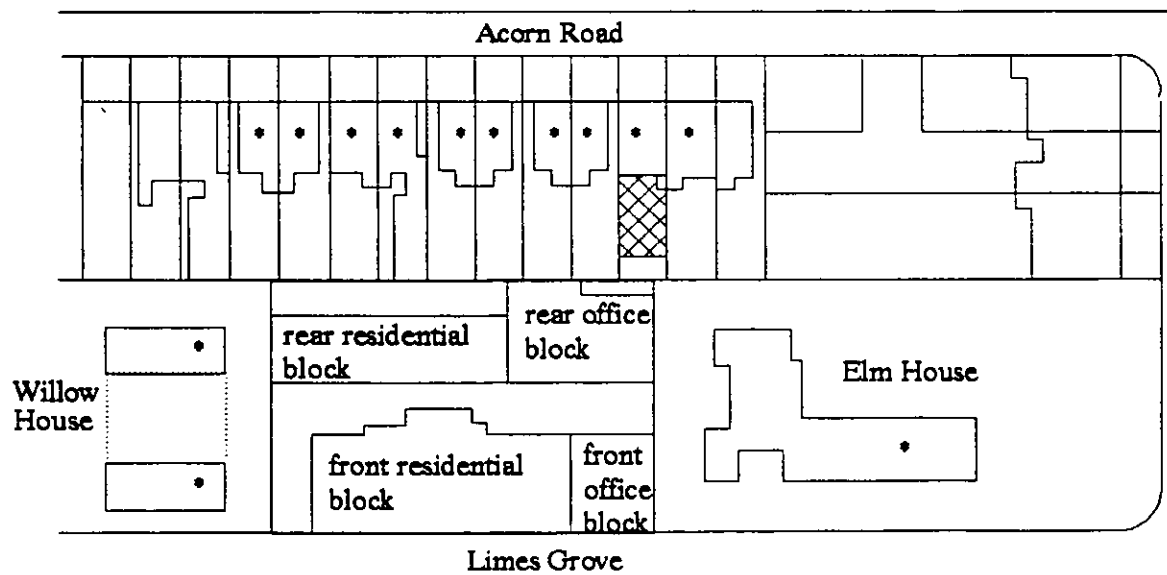 Acorn Road
rear residential
block
rear office
block
Willow
House
Elm House
front residential
block
front
office
block
Limes Grove